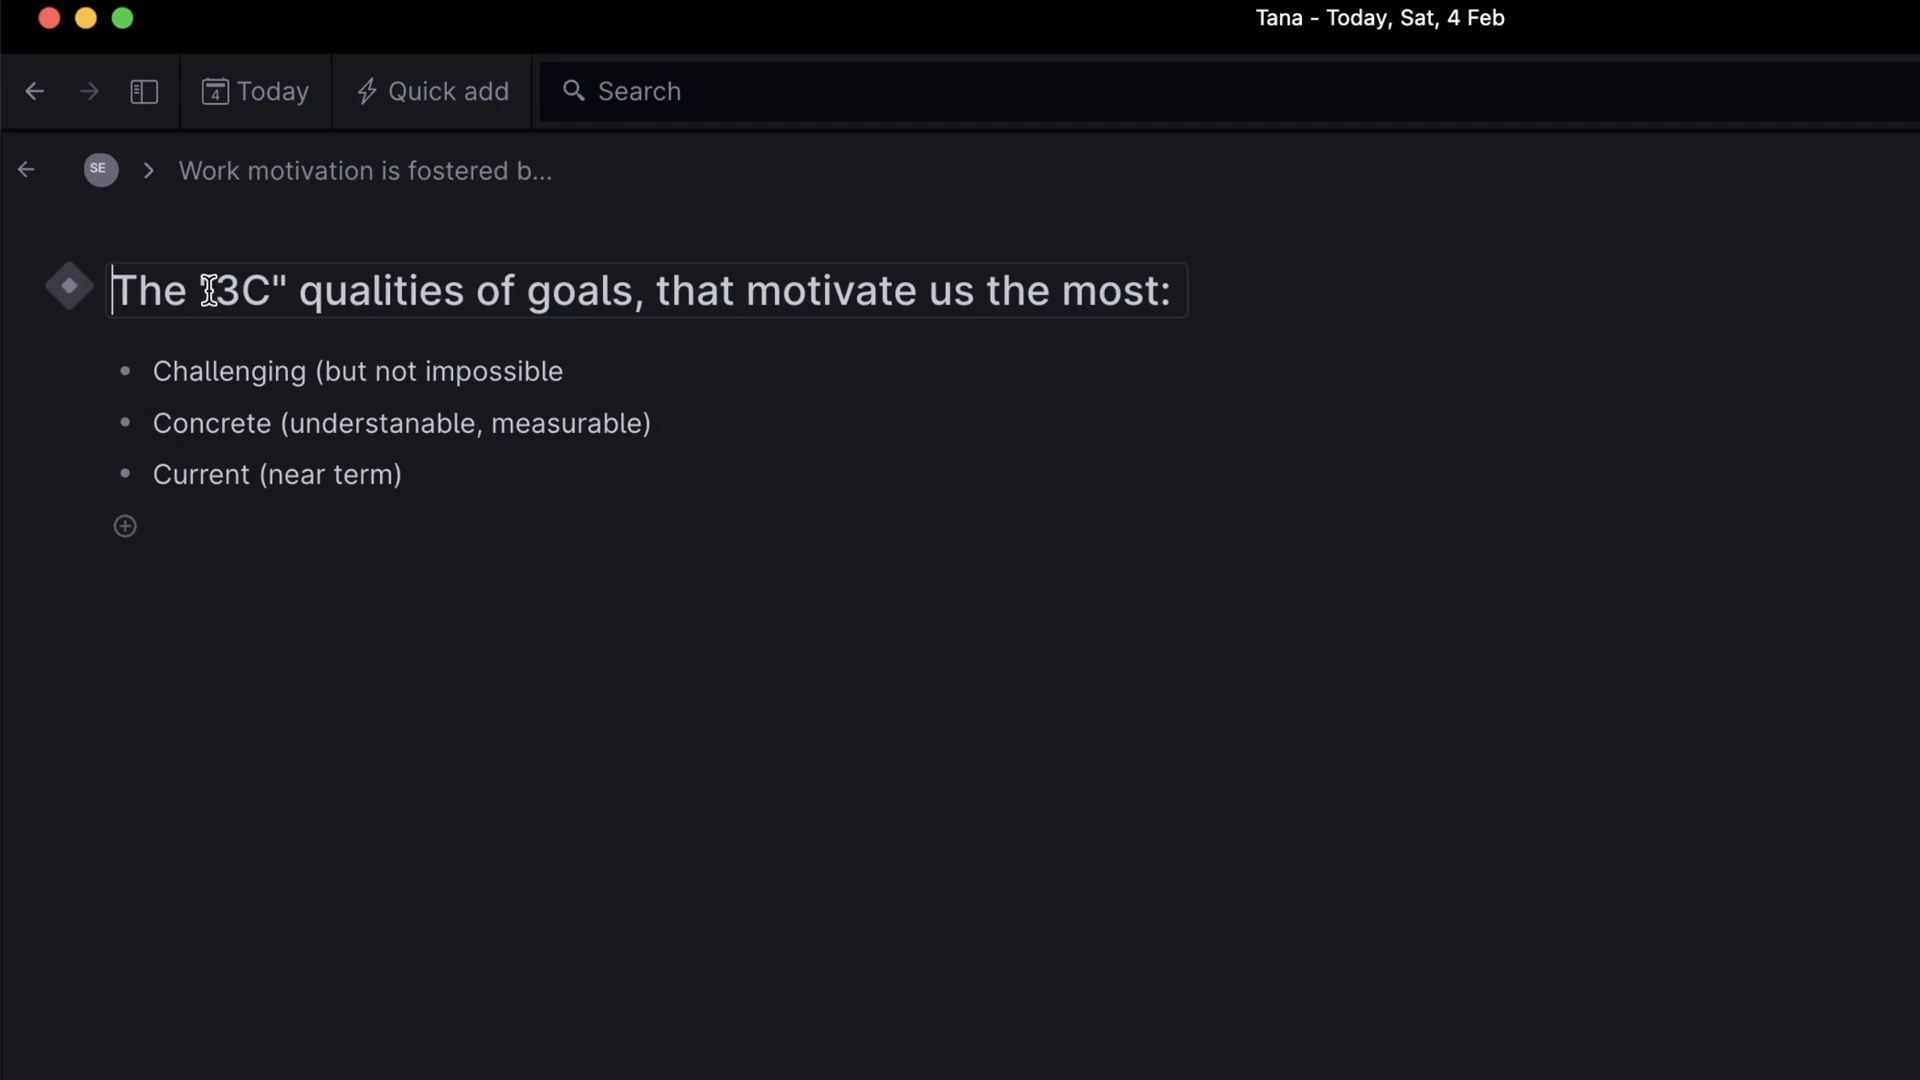 Tana - Today, Sat, 4 Feb
4 Today Quick add Search
SE Work motivation is fostered b...
The "3C" qualities of goals, that motivate us the most:
Challenging (but not impossible
Concrete (understanable, measurable)
Current (near term)